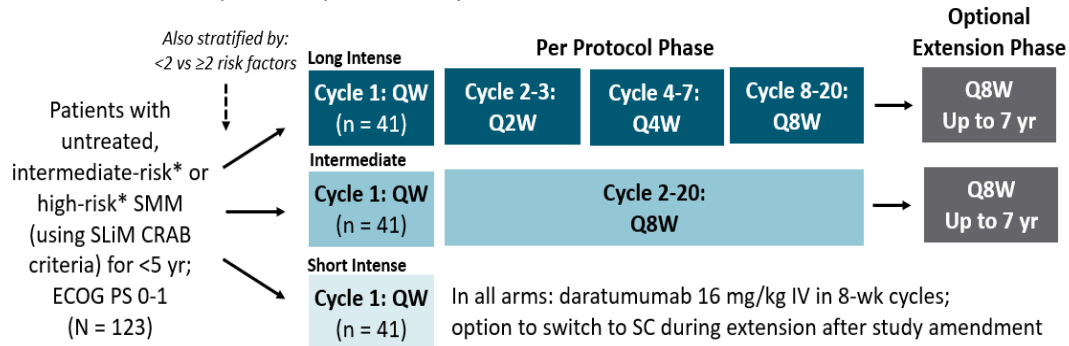 Also stratified by:
<2 vs ≥2 risk factors
Patients with
untreated,
intermediate-risk* or
high-risk* SMM
(using SLiM CRAB
criteria) for <5 yr;
ECOG PS 0-1
(N = 123)
Per Protocol Phase
Optional
Extension Phase
Long Intense
Cycle 1: QW
(n = 41)
Cycle 2-3:
Q2W
Cycle 4-7:
Q4W
Cycle 8-20:
Q8W
Q8W
Up to 7 yr
Intermediate
Cycle 1: QW
(n = 41)
Cycle 2-20:
Q8W
Q8W
Up to 7 yr
Short Intense
Cycle 1: QW
(n = 41)
In all arms: daratumumab 16 mg/kg IV in 8-wk cycles;
option to switch to SC during extension after study amendment